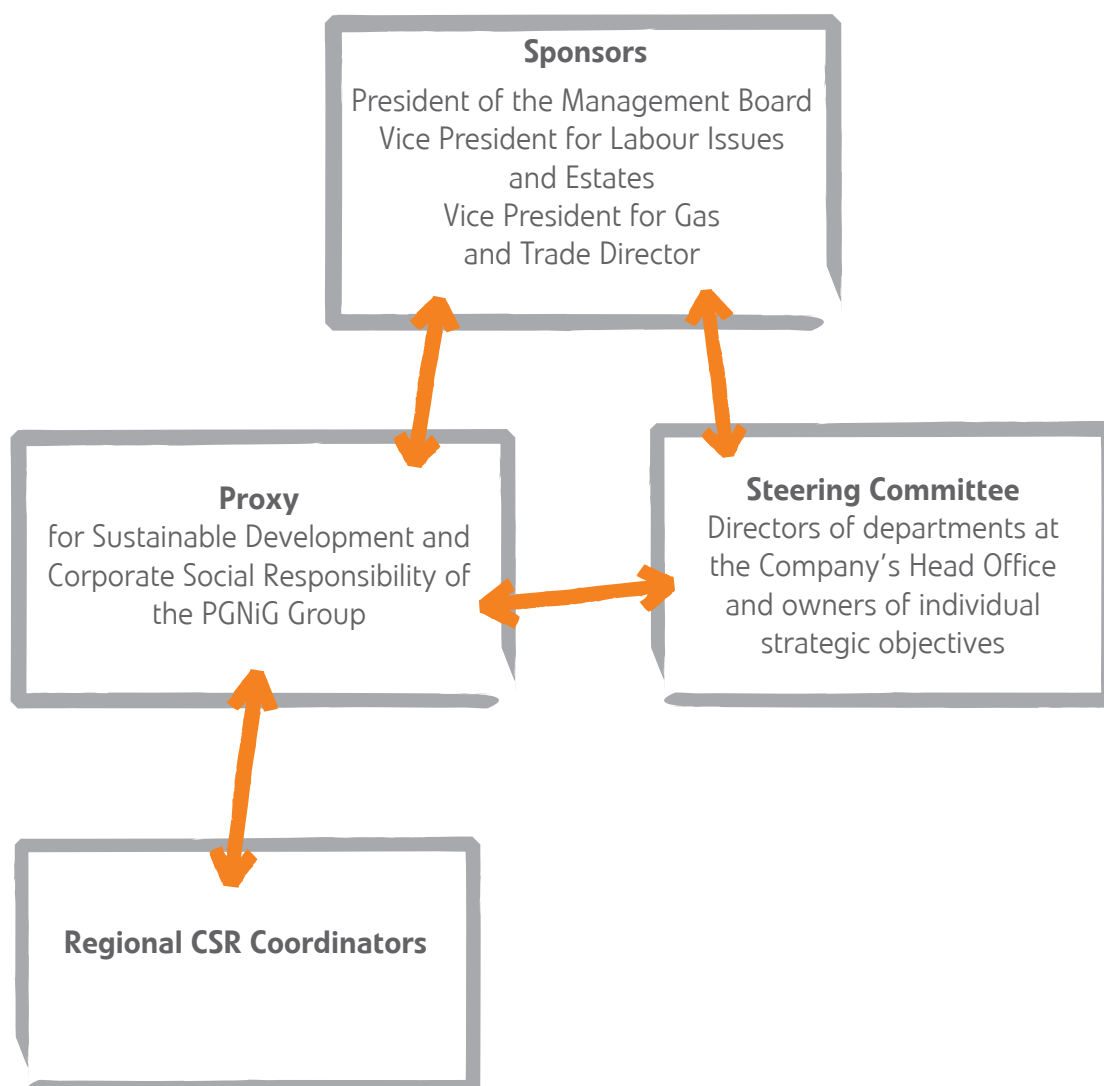 Sponsors
President of the Management Board
Vice President for Labour Issues
and Estates
Vice President for Gas
and Trade Director
Proxy
for Sustainable Development and
Corporate Social Responsibility of
the PGNiG Group
Steering Committee
Directors of departments at
the Company’s Head Office
and owners of individual
strategic objectives
Regional CSR Coordinators